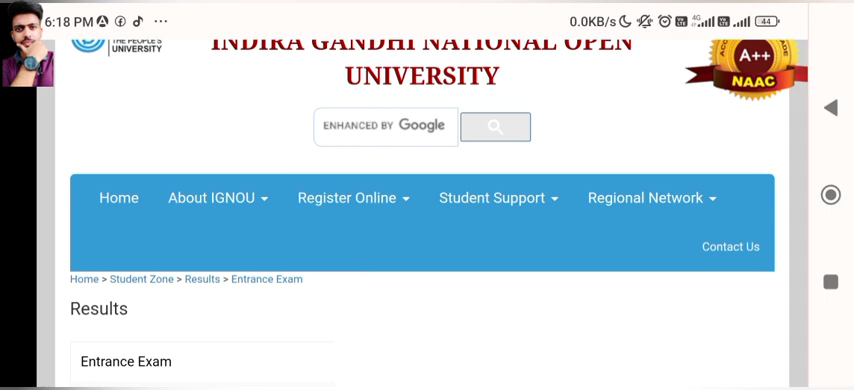 6:18 PM
0.0KB/s
4G
44
THE PEOPLE'S
UNIVERSITY
INDIRA GANDHI NATIONAL OPEN
UNIVERSITY
A++
NAAC
ENHANCED BY Google
Home About IGNOU Register Online Student Support Regional Network
Contact Us
Home > Student Zone > Results > Entrance Exam
Results
Entrance Exam